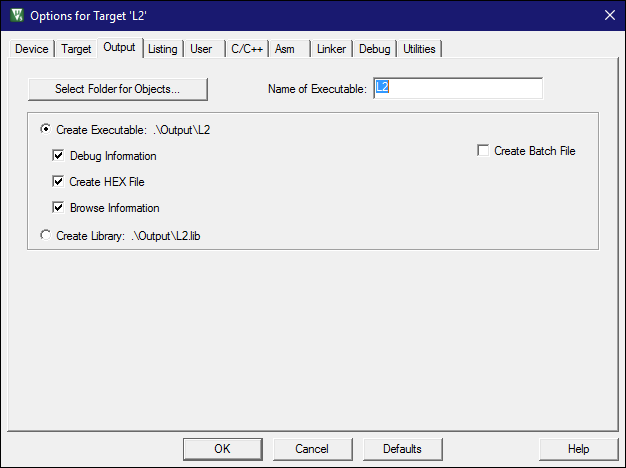 Options for Target 'L2'
Device Target Output Listing User C/C++ Asm Linker Debug Utilities
Select Folder for Objects... Name of Executable: L2
Create Executable: .\Output\L2
Debug Information Create Batch File
Create HEX File
Browse Information
Create Library: .\Output\L2.lib
OK Cancel Defaults Help